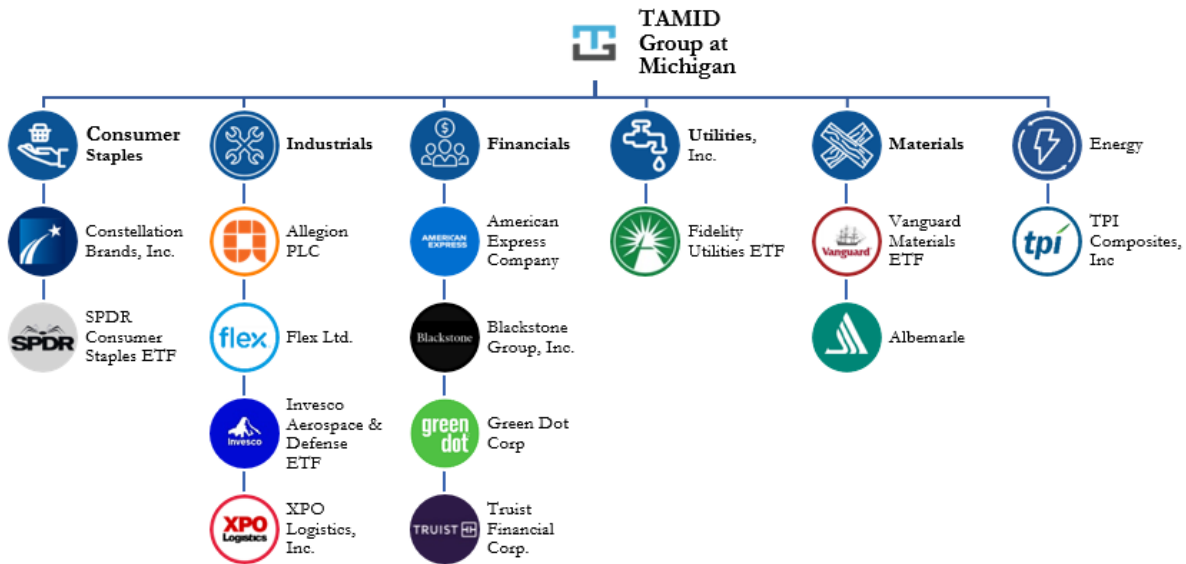 TAMID
Group at
Michigan
Consumer
Staples
Industrials
Financials
Utilities,
Inc.
Materials
Energy
Constellation
Brands, Inc.
Allegion
PLC
AMERICAN
EXPRESS
American
Express
Company
Fidelity
Utilities ETF
Vanguard
Vanguard
Materials
ETF
tpi
TPI
Composites,
Inc
SPDR
SPDR
Consumer
Staples ETF
flex
Flex Ltd.
Blackstone
Blackstone
Group, Inc.
Albemarle
Invesco
Invesco
Aerospace &
Defense
ETF
green
dot
Green Dot
Corp
XPO
Logistics
XPO
Logistics,
Inc.
TRUIST
Truist
Financial
Corp.